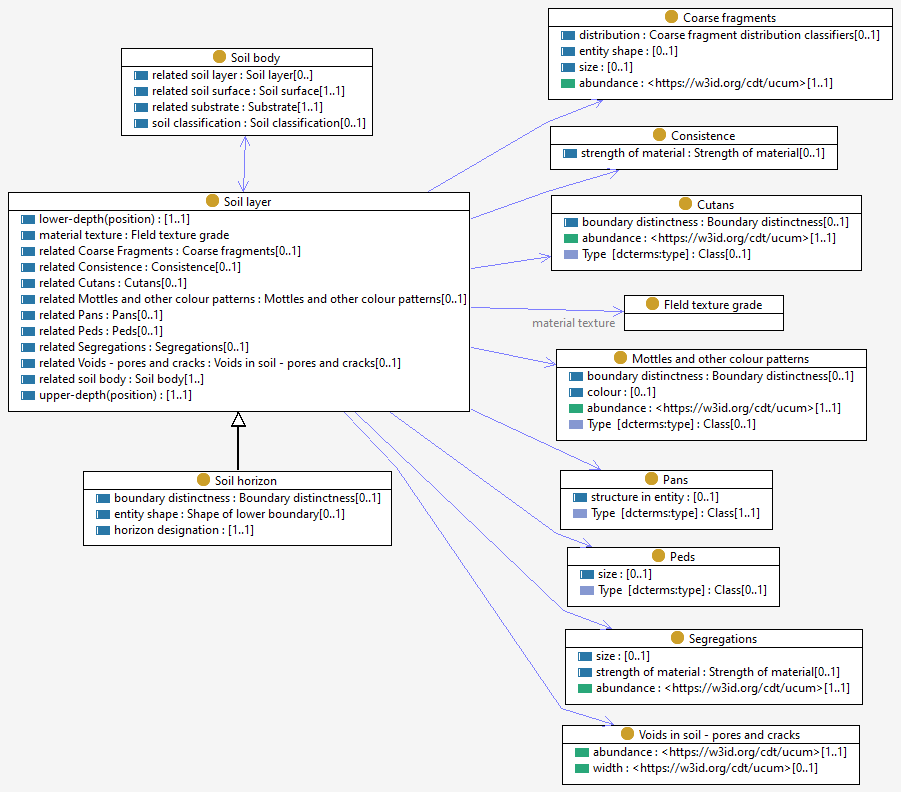 Soil body
related soil layer : Soil layer[0..]
related soil surface : Soil surface[1..1]
related substrate : Substrate[1..1]
soil classification : Soil classification[0..1]
Soil layer
lower-depth(position) : [1..1]
material texture : FIeld texture grade
related Coarse Fragments : Coarse fragments[0..1]
related Consistence : Consistence[0..1]
related Cutans : Cutans[0..1]
related Mottles and other colour patterns : Mottles and other colour patterns[0..1]
related Pans : Pans[0..1]
related Peds : Peds[0..1]
related Segregations : Segregations[0..1]
related Voids - pores and cracks : Voids in soil - pores and cracks[0..1]
related soil body : Soil body[1..]
upper-depth(position) : [1..1]
Soil horizon
boundary distinctness : Boundary distinctness[0..1]
entity shape : Shape of lower boundary[0..1]
horizon designation : [1..1]
Coarse fragments
distribution : Coarse fragment distribution classifiers[0..1]
entity shape : [0..1]
size : [0..1]
abundance : <https://w3id.org/cdt/ucum>[1..1]
Consistence
strength of material : Strength of material[0..1]
Cutans
boundary distinctness : Boundary distinctness[0..1]
abundance : <https://w3id.org/cdt/ucum>[1..1]
Type [dcterms:type] : Class[0..1]
FIeld texture grade
material texture
Mottles and other colour patterns
boundary distinctness : Boundary distinctness[0..1]
colour : [0..1]
abundance : <https://w3id.org/cdt/ucum>[1..1]
Type [dcterms:type] : Class[0..1]
Pans
structure in entity : [0..1]
Type [dcterms:type] : Class[1..1]
Peds
size : [0..1]
Type [dcterms:type] : Class[0..1]
Segregations
size : [0..1]
strength of material : Strength of material[0..1]
abundance : <https://w3id.org/cdt/ucum>[1..1]
Voids in soil - pores and cracks
abundance : <https://w3id.org/cdt/ucum>[1..1]
width : <https://w3id.org/cdt/ucum>[0..1]